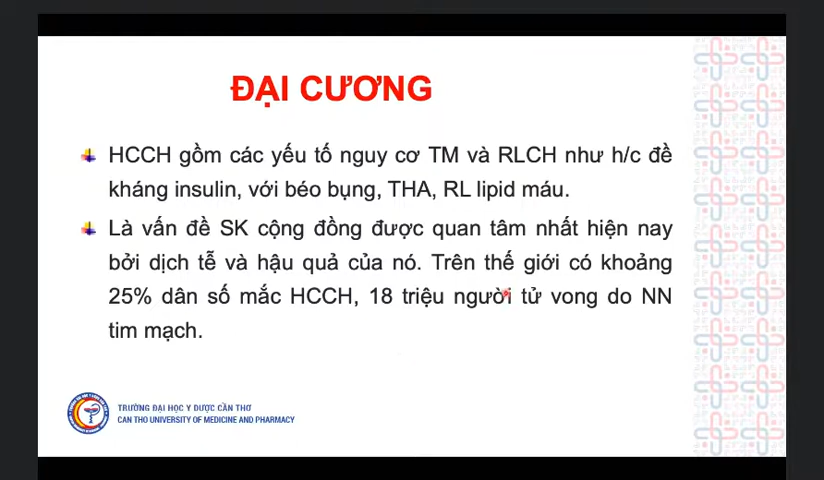 ĐẠI CƯƠNG
HCCH gồm các yếu tố nguy cơ TM và RLCH như h/c đề
kháng insulin, với béo bụng, THA, RL lipid máu.
Là vấn đề SK cộng đồng được quan tâm nhất hiện nay
bởi dịch tễ và hậu quả của nó. Trên thế giới có khoảng
25% dân số mắc HCCH, 18 triệu người tử vong do NN
tim mạch.
TRƯỜNG ĐẠI HỌC Y DƯỢC CẦN THƠ
CAN THO UNIVERSITY OF MEDICINE AND PHARMACY